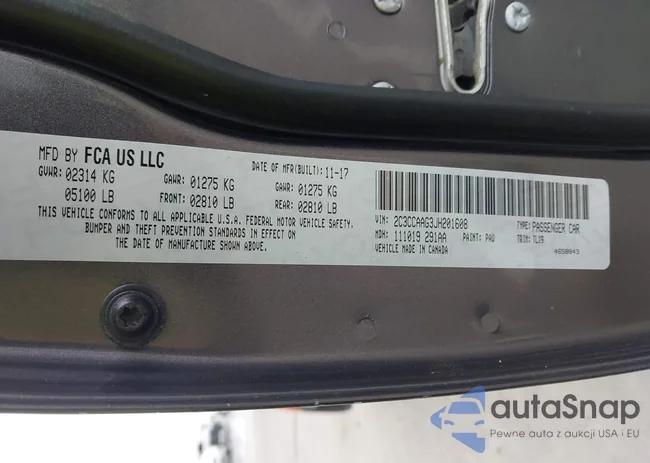 MFD BY FCA US LLC
DATE OF MFR(BUILT): 11-17
GVWR: 02314 KG GAWR: 01275 KG GAWR: 01275 KG
05100 LB FRONT: 02810 LB REAR: 02810 LB
THIS VEHICLE CONFORMS TO ALL APPLICABLE U.S.A. FEDERAL MOTOR VEHICLE SAFETY,
BUMPER AND THEFT PREVENTION STANDARDS IN EFFECT
ON THE DATE OF MANUFACTURE SHOWN ABOVE.
VIN: 2C3CCAAG3JH201608 TYPE: PASSENGER CAR
MDH: 111019 291AA PAINT: PAU TRIM: TLX9
VEHICLE MADE IN CANADA 4658843
autaSnap
Pewne auta z aukcji USA i EU